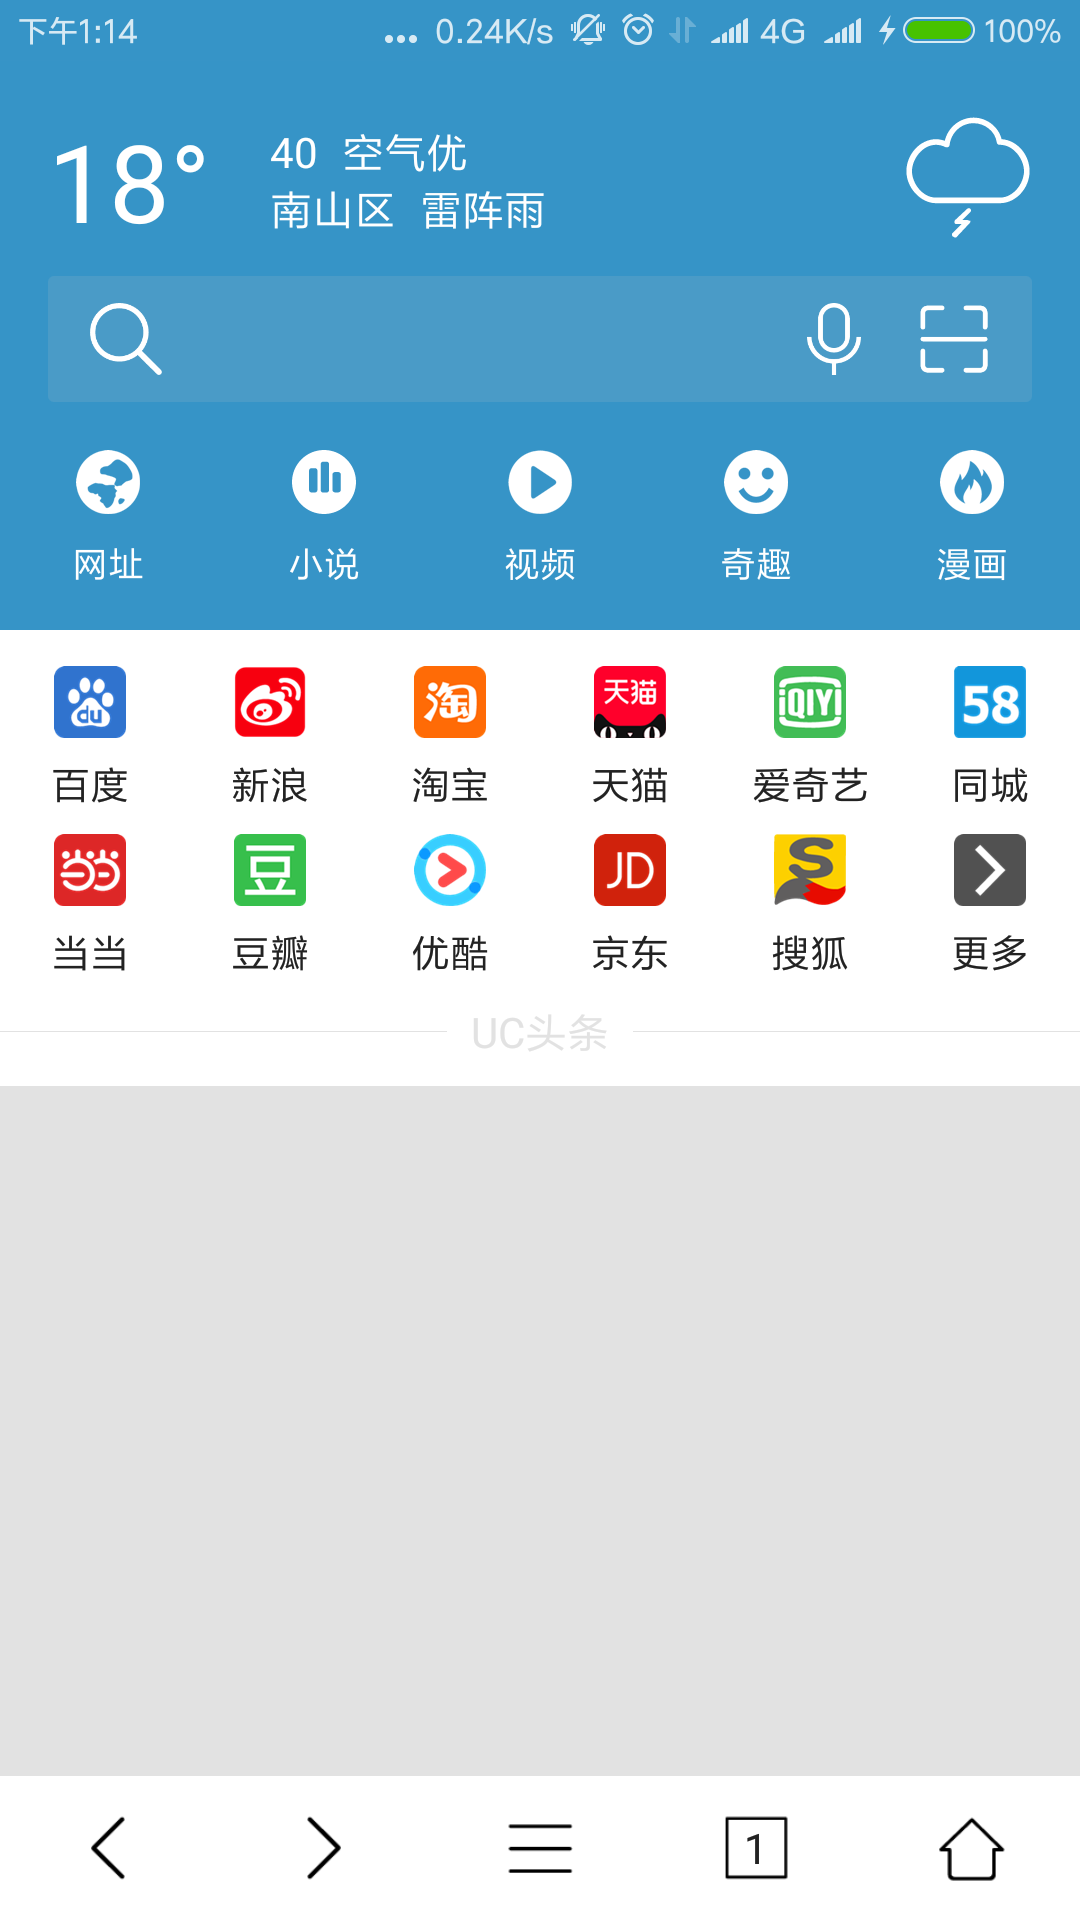 下午1:14 ... 0.24K/s 4G 100%
18° 40 空气优
南山区 雷阵雨
网址 小说 视频 奇趣 漫画
du 淘 天猫 iQIYI 58
百度 新浪 淘宝 天猫 爱奇艺 同城
当当 豆 JD S
当当 豆瓣 优酷 京东 搜狐 更多
UC头条
1